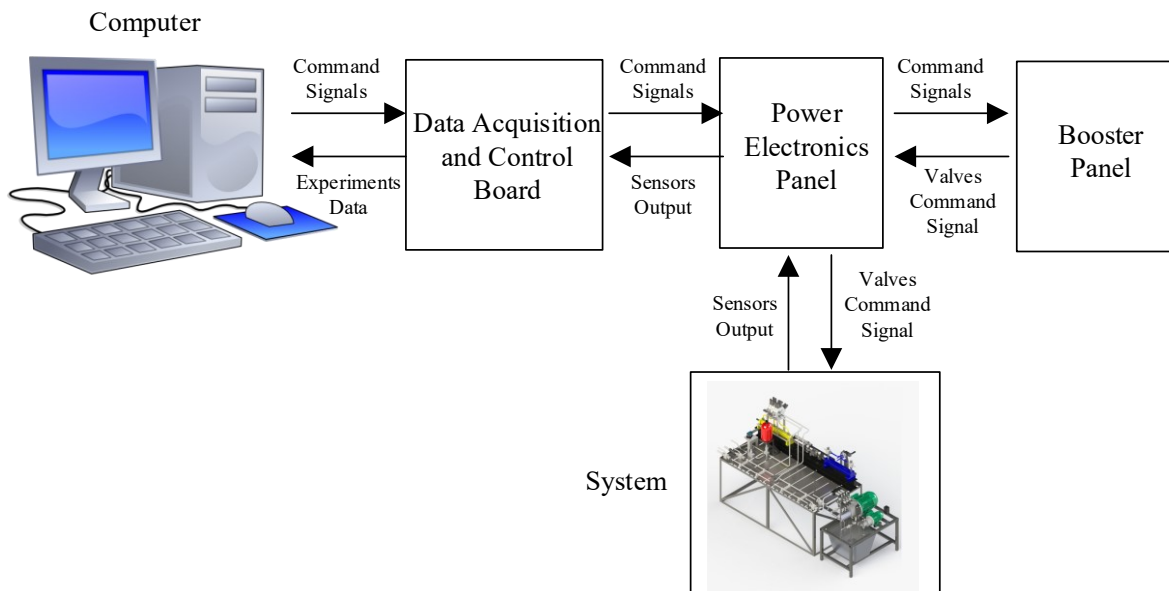 Computer
Command
Signals
Experiments
Data
Data Acquisition
and Control
Board
Command
Signals
Sensors
Output
Power
Electronics
Panel
Command
Signals
Valves
Command
Signal
Booster
Panel
Sensors
Output
Valves
Command
Signal
System